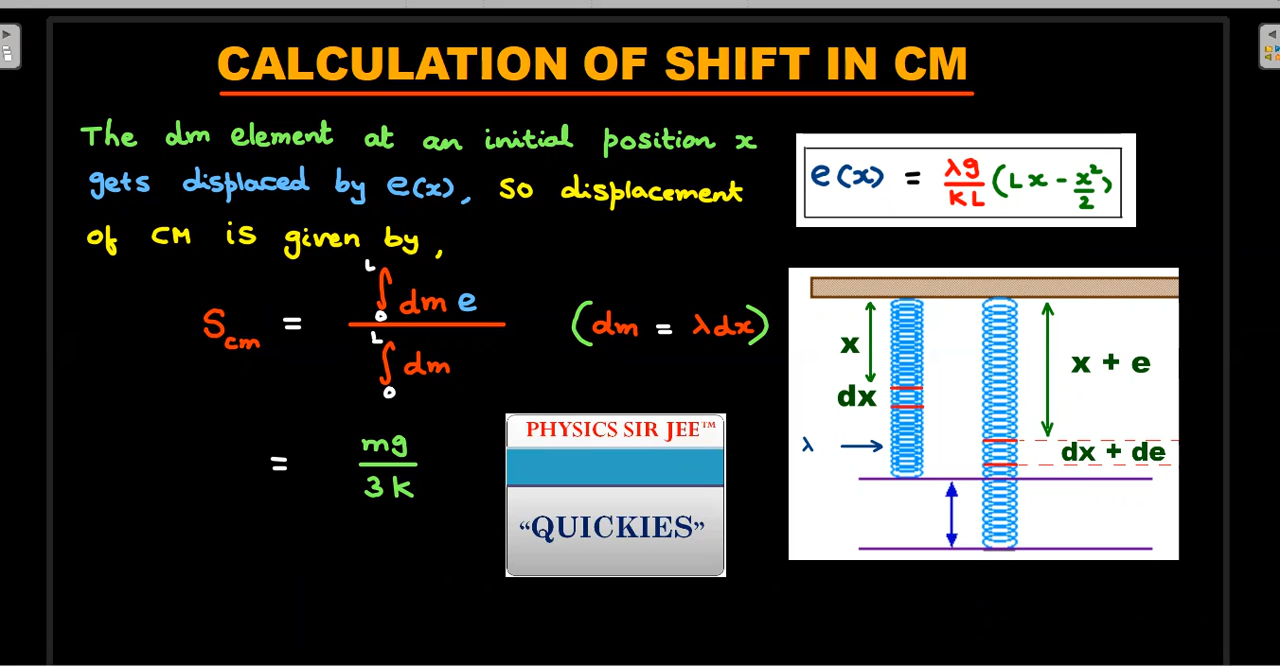 CALCULATION OF SHIFT IN CM
The dm element at an initial position x
gets displaced by e(x), so displacement
of CM is given by,
S_cm = ∫₀ᴸ dm e / ∫₀ᴸ dm (dm = λdx)
= mg / 3k
e(x) = λg/KL (Lx - x²/2)
x
dx
λ
x + e
dx + de
PHYSICS SIR JEE™
“QUICKIES”